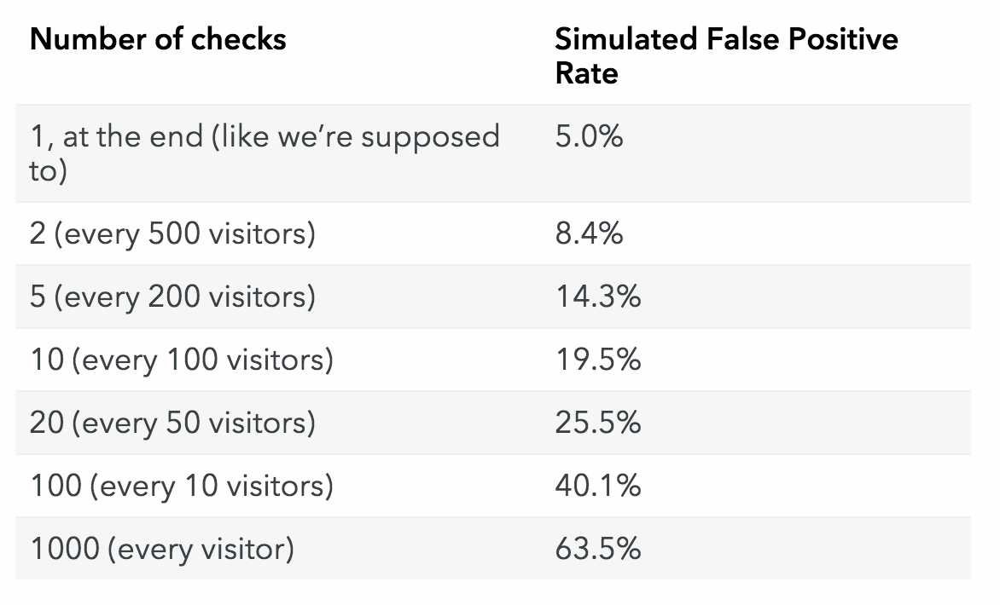 Number of checks
Simulated False Positive
Rate
1, at the end (like we’re supposed
to)
5.0%
2 (every 500 visitors)
8.4%
5 (every 200 visitors)
14.3%
10 (every 100 visitors)
19.5%
20 (every 50 visitors)
25.5%
100 (every 10 visitors)
40.1%
1000 (every visitor)
63.5%